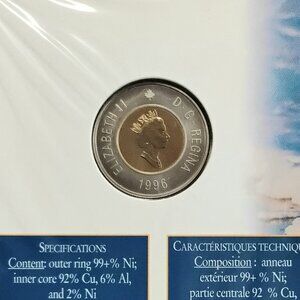 ELIZABETH II D·G·REGINA
1996
SPECIFICATIONS
Content: outer ring 99+% Ni;
inner core 92% Cu, 6% Al,
and 2% Ni
CARACTÉRISTIQUES TECHNIQU
Composition : anneau
extérieur 99+ % Ni;
partie centrale 92 % Cu,